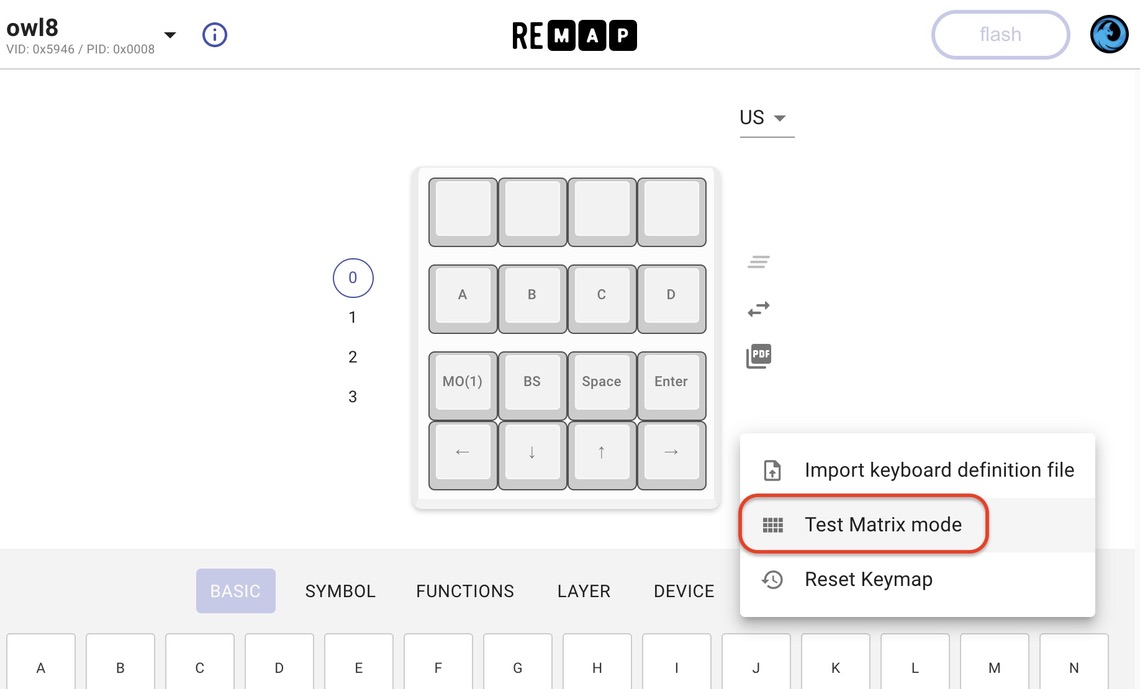 owl8
VID: 0x5946 / PID: 0x0008
REMAP
flash
US
A B C D
0
1
MO(1) BS Space Enter
2
PDF
3
← ↓ ↑ →
Import keyboard definition file
Test Matrix mode
Reset Keymap
BASIC SYMBOL FUNCTIONS LAYER DEVICE
A B C D E F G H I J K L M N